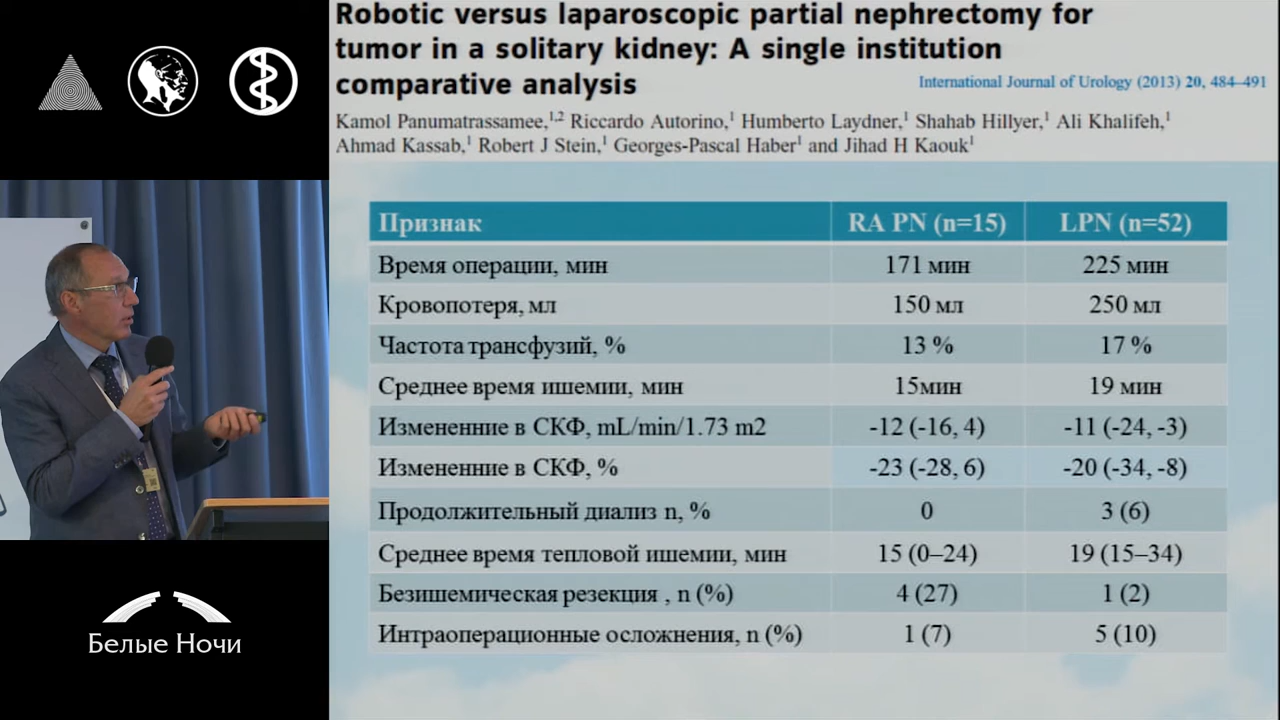 Robotic versus laparoscopic partial nephrectomy for
tumor in a solitary kidney: A single institution
comparative analysis
International Journal of Urology (2013) 20, 484–491
Kamol Panumatrassamee,1,2 Riccardo Autorino,1 Humberto Laydner,1 Shahab Hillyer,1 Ali Khalifeh,1
Ahmad Kassab,1 Robert J Stein,1 Georges-Pascal Haber1 and Jihad H Kaouk1
Признак RA PN (n=15) LPN (n=52)
Время операции, мин 171 мин 225 мин
Кровопотеря, мл 150 мл 250 мл
Частота трансфузий, % 13 % 17 %
Среднее время ишемии, мин 15мин 19 мин
Измененние в СКФ, mL/min/1.73 m2 -12 (-16, 4) -11 (-24, -3)
Измененние в СКФ, % -23 (-28, 6) -20 (-34, -8)
Продолжительный диализ n, % 0 3 (6)
Среднее время тепловой ишемии, мин 15 (0–24) 19 (15–34)
Безишемическая резекция , n (%) 4 (27) 1 (2)
Интраоперационные осложнения, n (%) 1 (7) 5 (10)
Белые Ночи